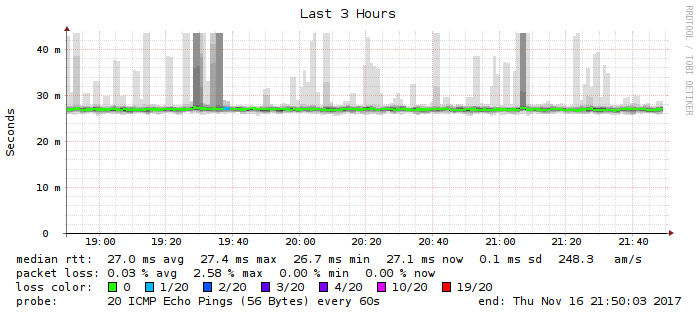 Last 3 Hours
RRDTOOL / TOBI OETIKER
Seconds
40 m
30 m
20 m
10 m
0
19:00 19:20 19:40 20:00 20:20 20:40 21:00 21:20 21:40
median rtt: 27.0 ms avg 27.4 ms max 26.7 ms min 27.1 ms now 0.1 ms sd 248.3 am/s
packet loss: 0.03 % avg 2.58 % max 0.00 % min 0.00 % now
loss color: 0 1/20 2/20 3/20 4/20 10/20 19/20
probe: 20 ICMP Echo Pings (56 Bytes) every 60s end: Thu Nov 16 21:50:03 2017